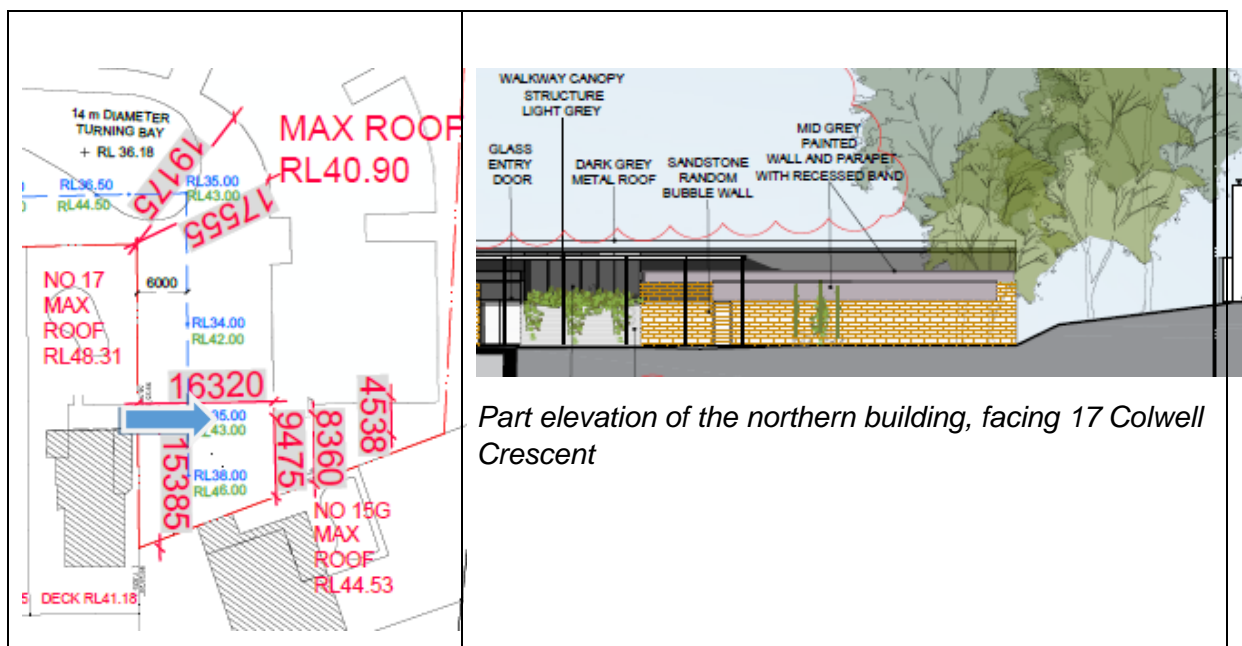 14 m DIAMETER
TURNING BAY
+ RL 36.18
MAX ROOF
RL40.90
19175
17555
RL36.50
RL44.50
RL35.00
RL43.00
NO 17
MAX
ROOF
RL48.31
6000
RL34.00
RL42.00
16320
4538
35.00
43.00
15385
9475
8360
RL38.00
RL46.00
NO 15G
MAX
ROOF
RL44.53
DECK RL41.18
WALKWAY CANOPY
STRUCTURE
LIGHT GREY
GLASS
ENTRY
DOOR
DARK GREY
METAL ROOF
SANDSTONE
RANDOM
BUBBLE WALL
MID GREY
PAINTED
WALL AND PARAPET
WITH RECESSED BAND
Part elevation of the northern building, facing 17 Colwell
Crescent